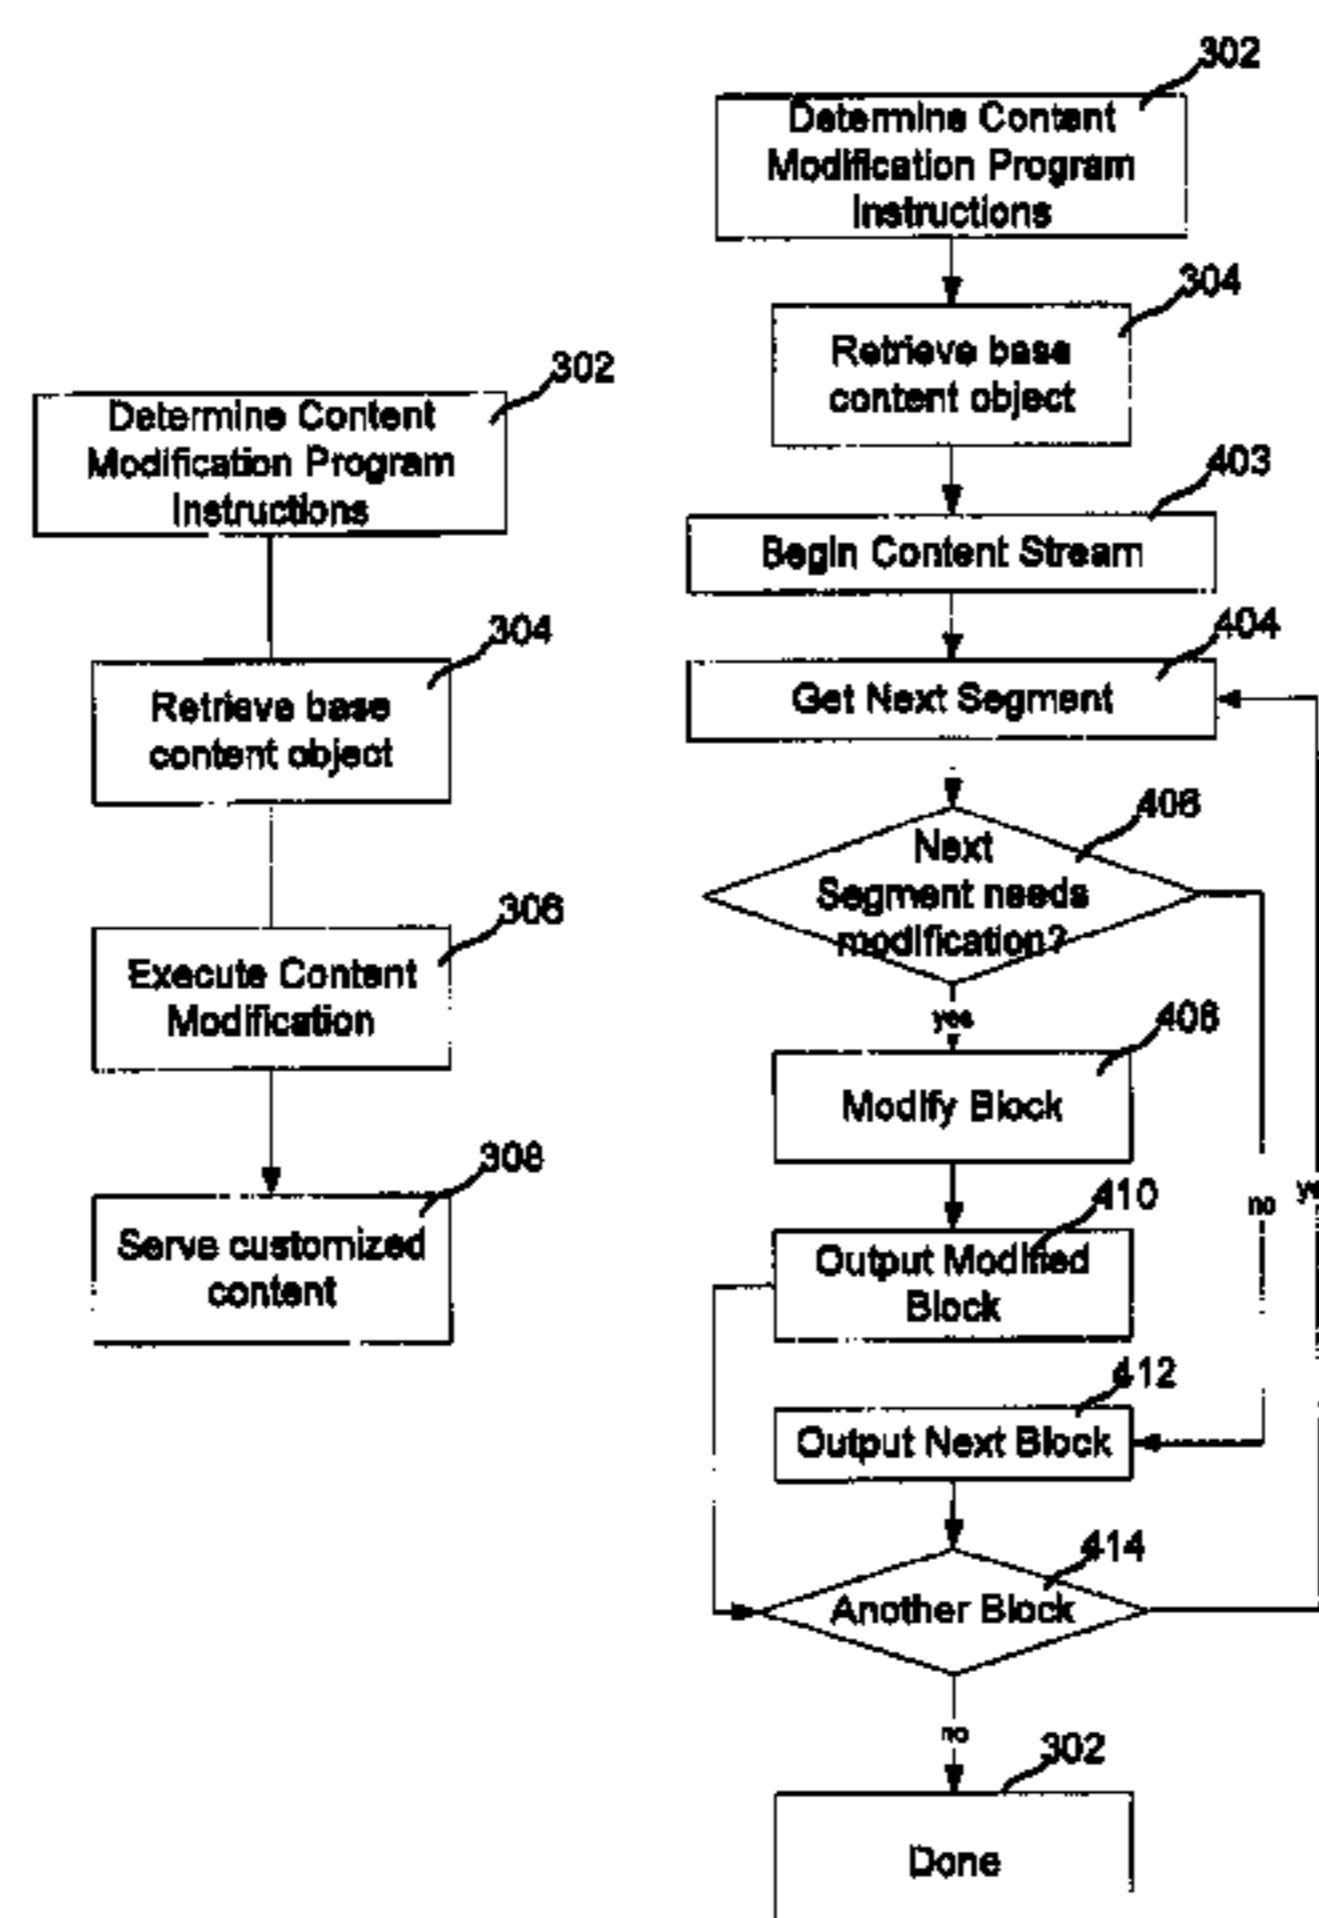 302
Determine Content
Modification Program
Instructions
304
Retrieve base
content object
306
Execute Content
Modification
308
Serve customized
content
302
Determine Content
Modification Program
Instructions
304
Retrieve base
content object
403
Begin Content Stream
404
Get Next Segment
406
Next
Segment needs
modification?
yes
408
Modify Block
no
410
Output Modified
Block
412
Output Next Block
414
Another Block
no
302
Done